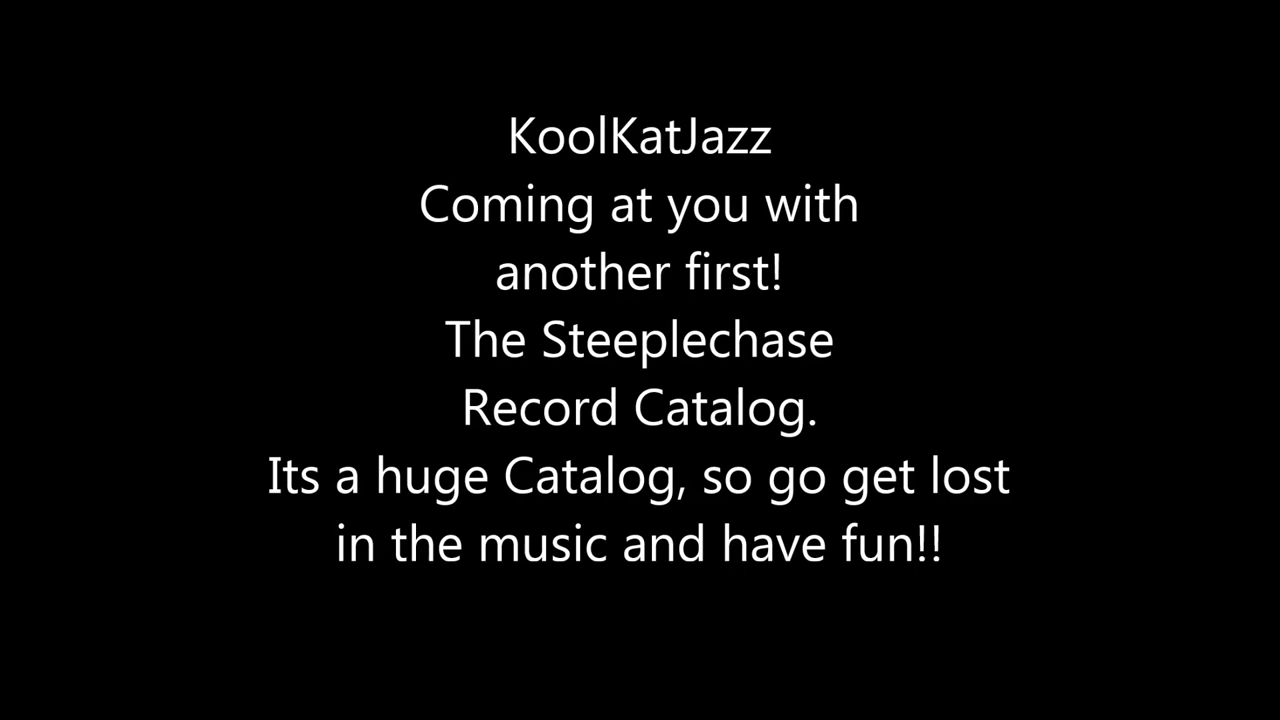 KoolKatJazz
Coming at you with
another first!
The Steeplechase
Record Catalog.
Its a huge Catalog, so go get lost
in the music and have fun!!